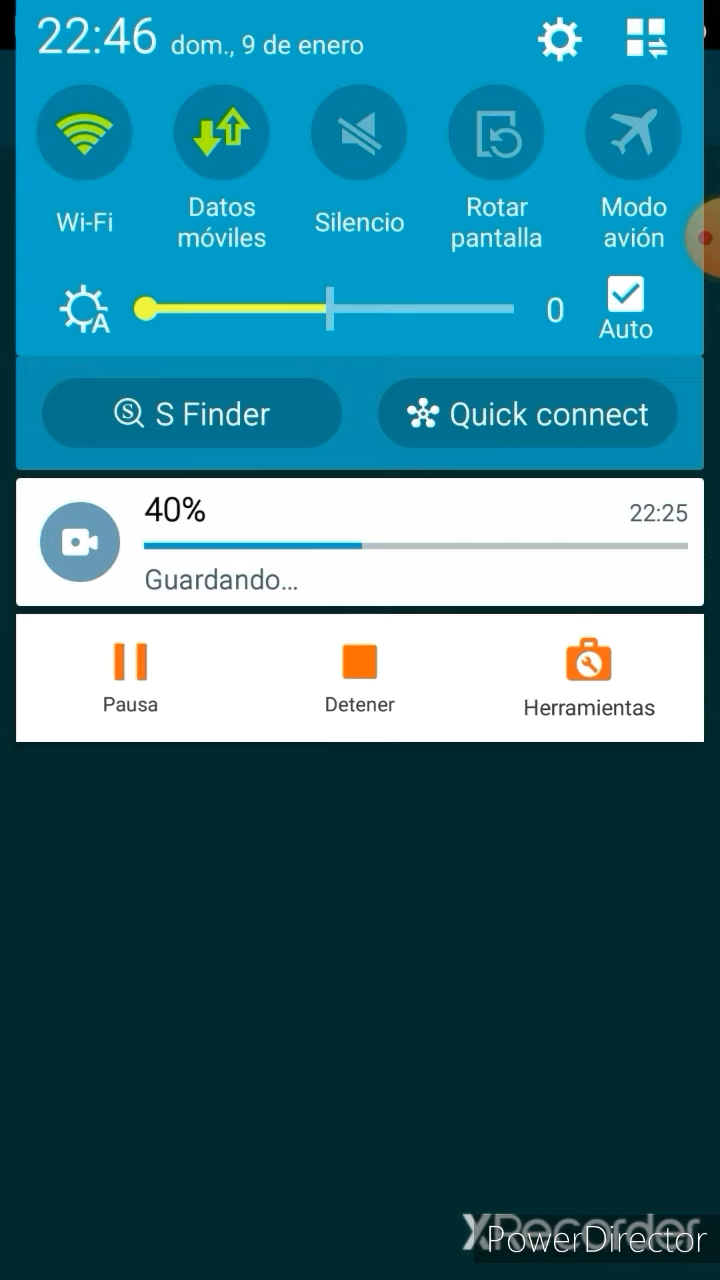 22:46 dom., 9 de enero
Wi-Fi
Datos
móviles
Silencio
Rotar
pantalla
Modo
avión
A
0
Auto
S Finder
Quick connect
40%
22:25
Guardando...
Pausa
Detener
Herramientas
XRecorder
PowerDirector